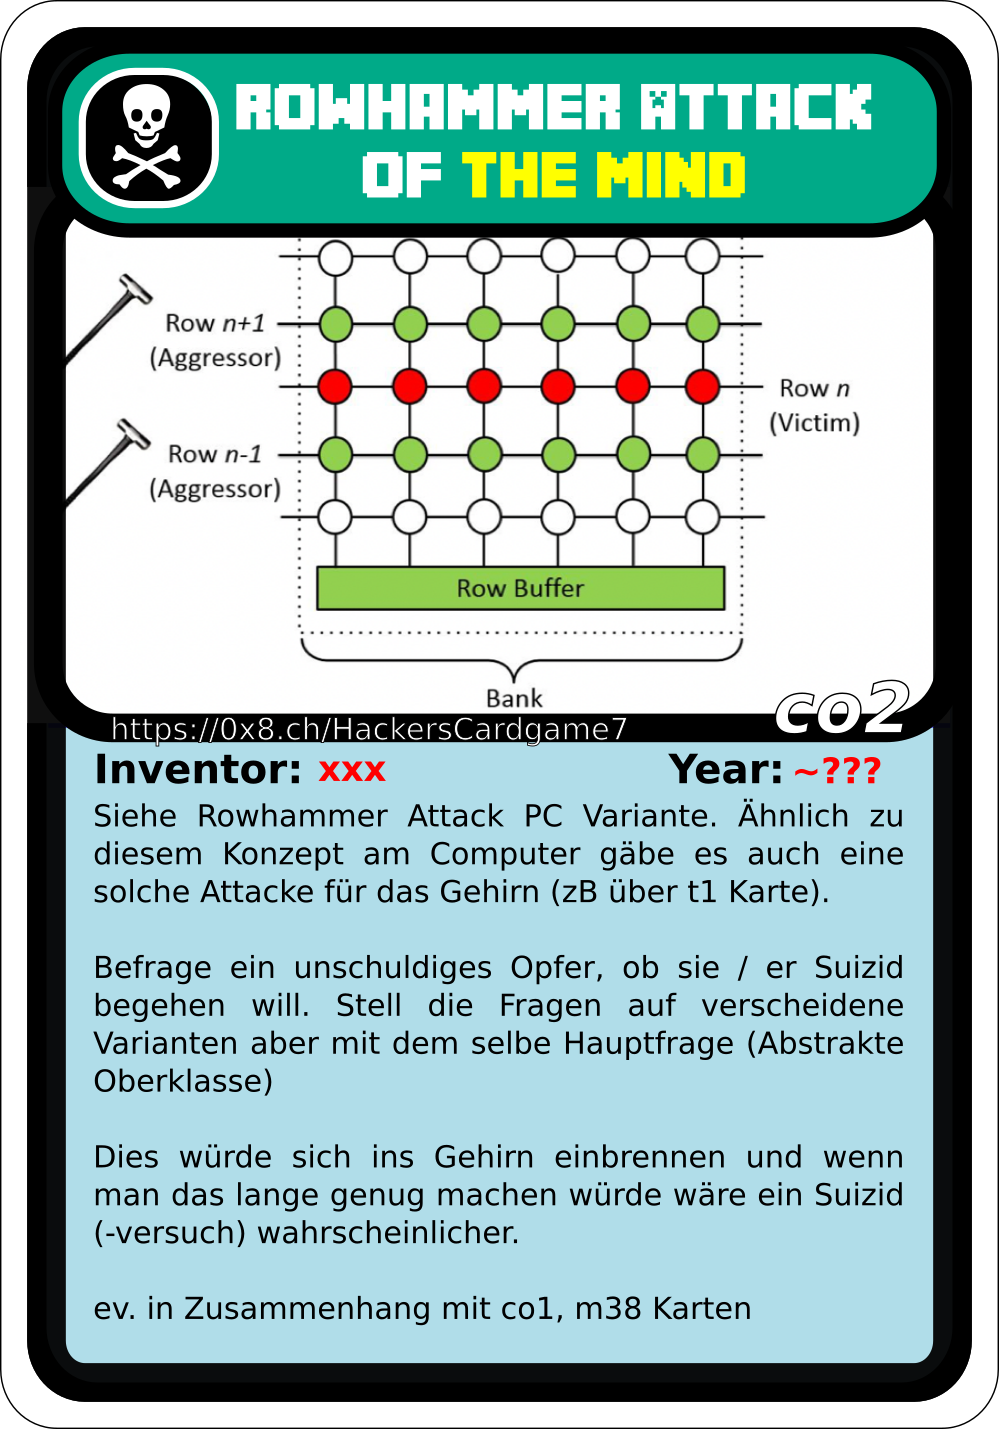 ROWHAMMER ATTACK
OF THE MIND
Row n+1
(Aggressor)
Row n
(Victim)
Row n-1
(Aggressor)
Row Buffer
Bank
co2
https://0x8.ch/HackersCardgame7
Inventor: xxx Year: ~???
Siehe Rowhammer Attack PC Variante. Ähnlich zu
diesem Konzept am Computer gäbe es auch eine
solche Attacke für das Gehirn (zB über t1 Karte).
Befrage ein unschuldiges Opfer, ob sie / er Suizid
begehen will. Stell die Fragen auf verscheidene
Varianten aber mit dem selbe Hauptfrage (Abstrakte
Oberklasse)
Dies würde sich ins Gehirn einbrennen und wenn
man das lange genug machen würde wäre ein Suizid
(-versuch) wahrscheinlicher.
ev. in Zusammenhang mit co1, m38 Karten